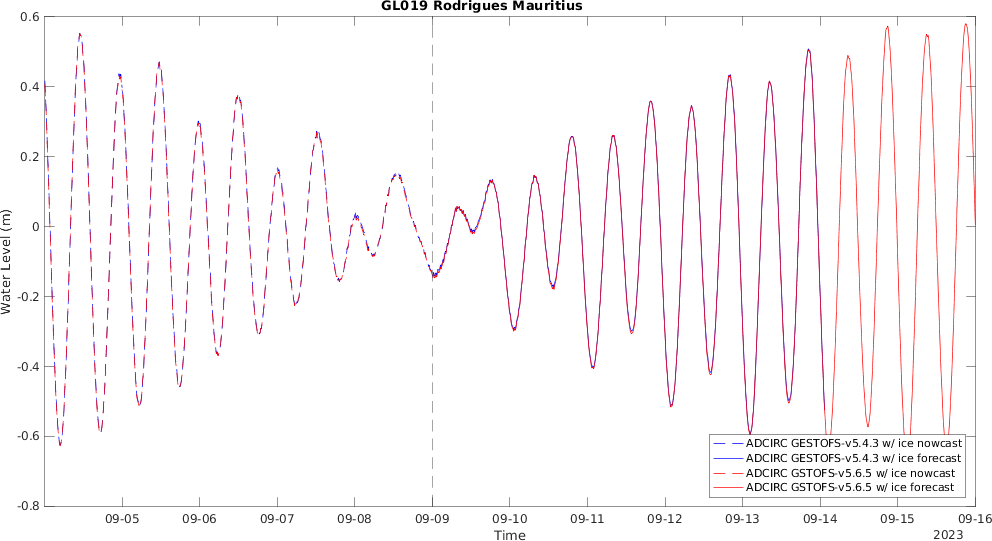 GL019 Rodrigues Mauritius
0.6
0.4
0.2
0
-0.2
-0.4
-0.6
-0.8
Water Level (m)
ADCIRC GESTOFS-v5.4.3 w/ ice nowcast
ADCIRC GESTOFS-v5.4.3 w/ ice forecast
ADCIRC GSTOFS-v5.6.5 w/ ice nowcast
ADCIRC GSTOFS-v5.6.5 w/ ice forecast
09-05 09-06 09-07 09-08 09-09 09-10 09-11 09-12 09-13 09-14 09-15 09-16
Time
2023